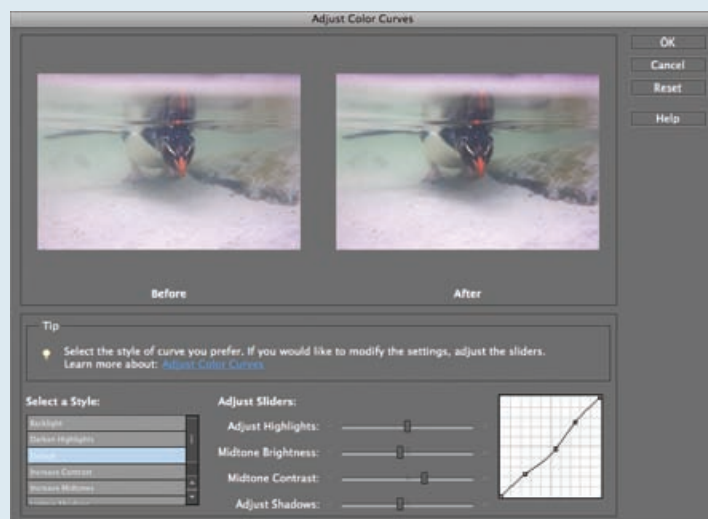 Adjust Color Curves
OK
Cancel
Reset
Help
Before
After
Tip
Select the style of curve you prefer. If you would like to modify the settings, adjust the sliders.
Learn more about: Adjust Color Curves
Select a Style:
Backlight
Darken Highlights
Default
Increase Contrast
Increase Midtones
Lighten Shadows
Adjust Sliders:
Adjust Highlights:
Midtone Brightness:
Midtone Contrast:
Adjust Shadows: